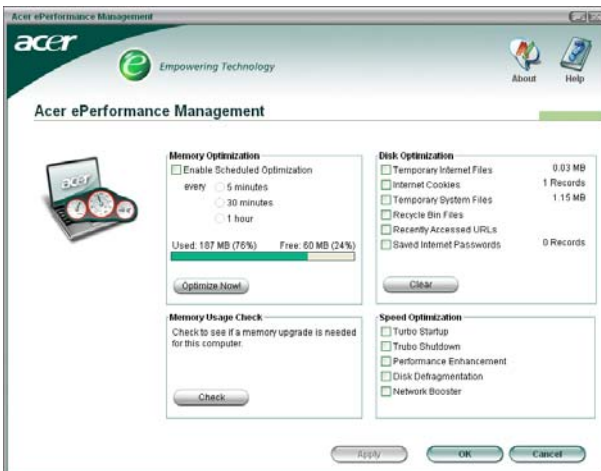 Acer ePerformance Management
acer
e
Empowering Technology
About
Help
Acer ePerformance Management
acer
Memory Optimization
Enable Scheduled Optimization
every
5 minutes
30 minutes
1 hour
Used: 187 MB (76%) Free: 60 MB (24%)
Optimize Now!
Memory Usage Check
Check to see if a memory upgrade is needed
for this computer.
Check
Disk Optimization
Temporary Internet Files 0.03 MB
Internet Cookies 1 Records
Temporary System Files 1.15 MB
Recycle Bin Files
Recently Accessed URLs
Saved Internet Passwords 0 Records
Clear
Speed Optimization
Turbo Startup
Trubo Shutdown
Performance Enhancement
Disk Defragmentation
Network Booster
Apply
OK
Cancel